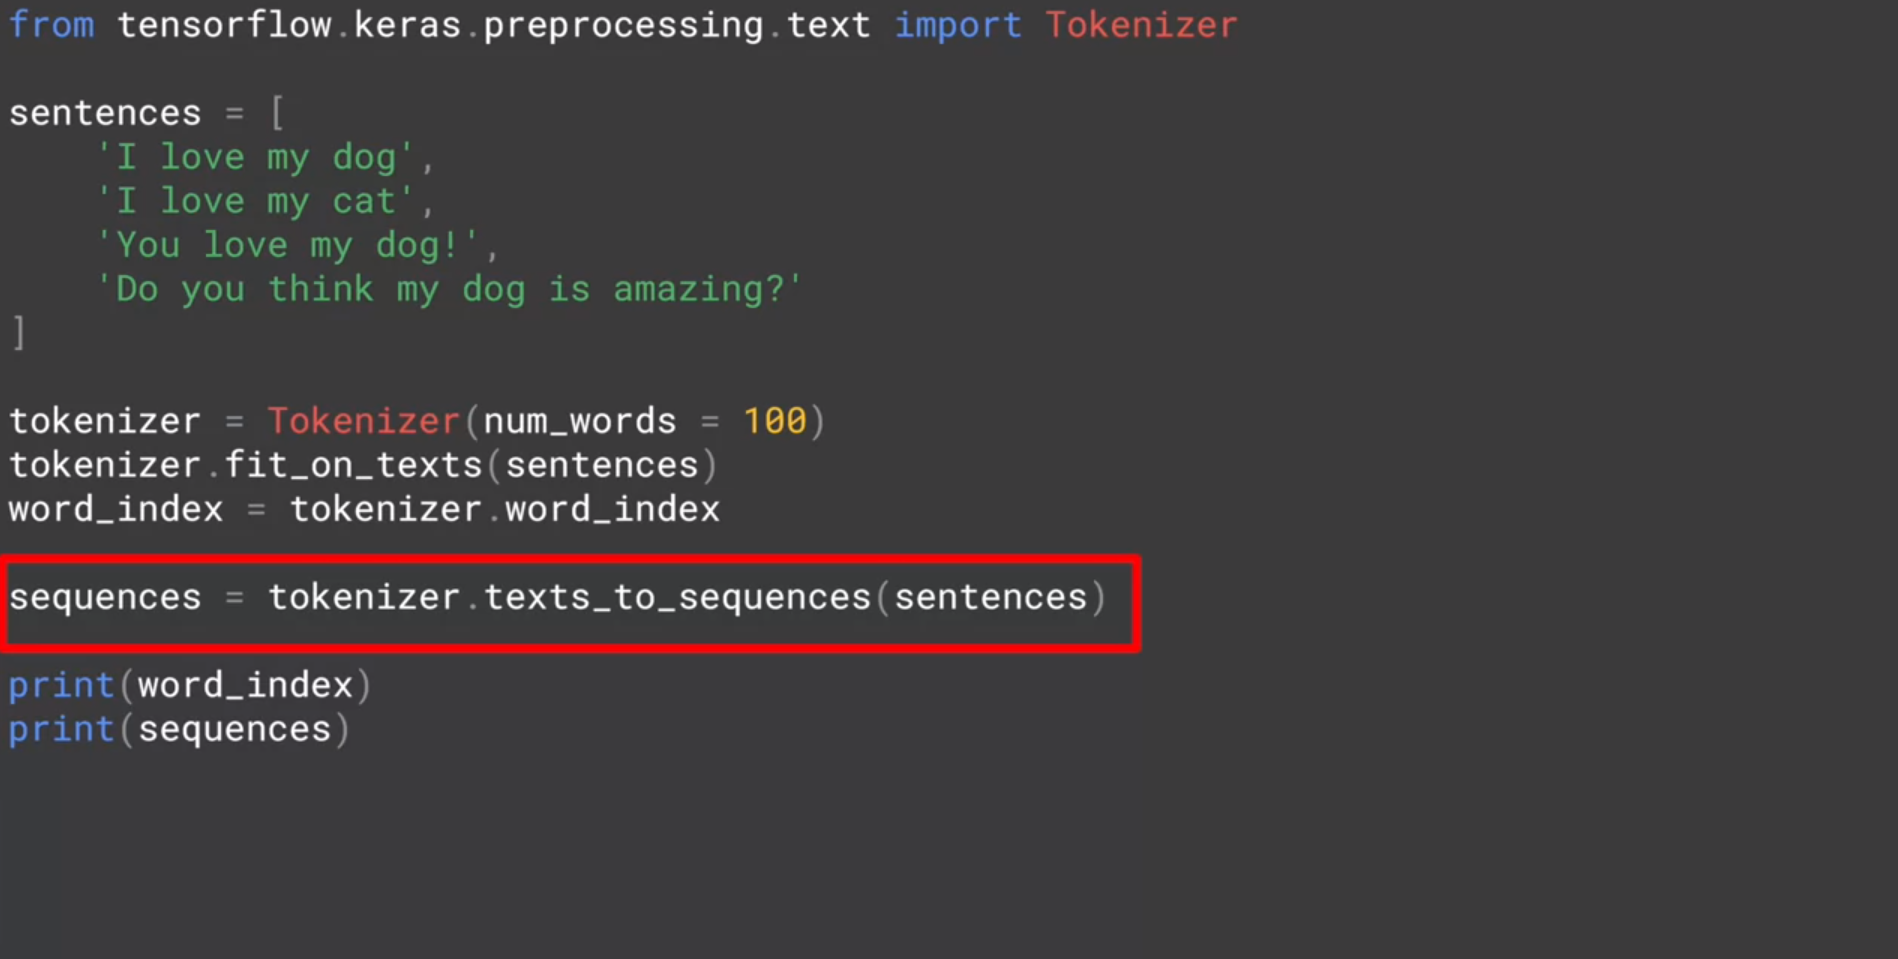 from tensorflow.keras.preprocessing.text import Tokenizer
sentences = [
    'I love my dog',
    'I love my cat',
    'You love my dog!',
    'Do you think my dog is amazing?'
]
tokenizer = Tokenizer(num_words = 100)
tokenizer.fit_on_texts(sentences)
word_index = tokenizer.word_index
sequences = tokenizer.texts_to_sequences(sentences)
print(word_index)
print(sequences)